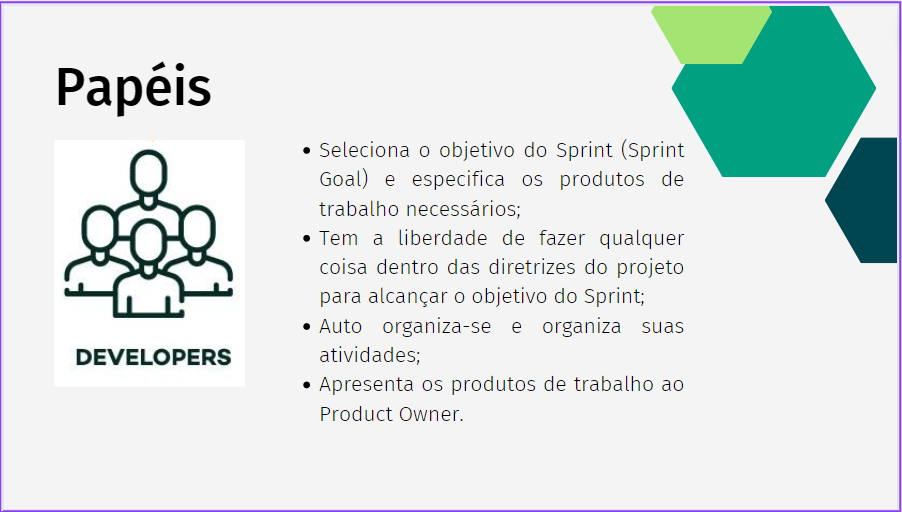 Papéis
DEVELOPERS
• Seleciona o objetivo do Sprint (Sprint
Goal) e especifica os produtos de
trabalho necessários;
• Tem a liberdade de fazer qualquer
coisa dentro das diretrizes do projeto
para alcançar o objetivo do Sprint;
• Auto organiza-se e organiza suas
atividades;
• Apresenta os produtos de trabalho ao
Product Owner.